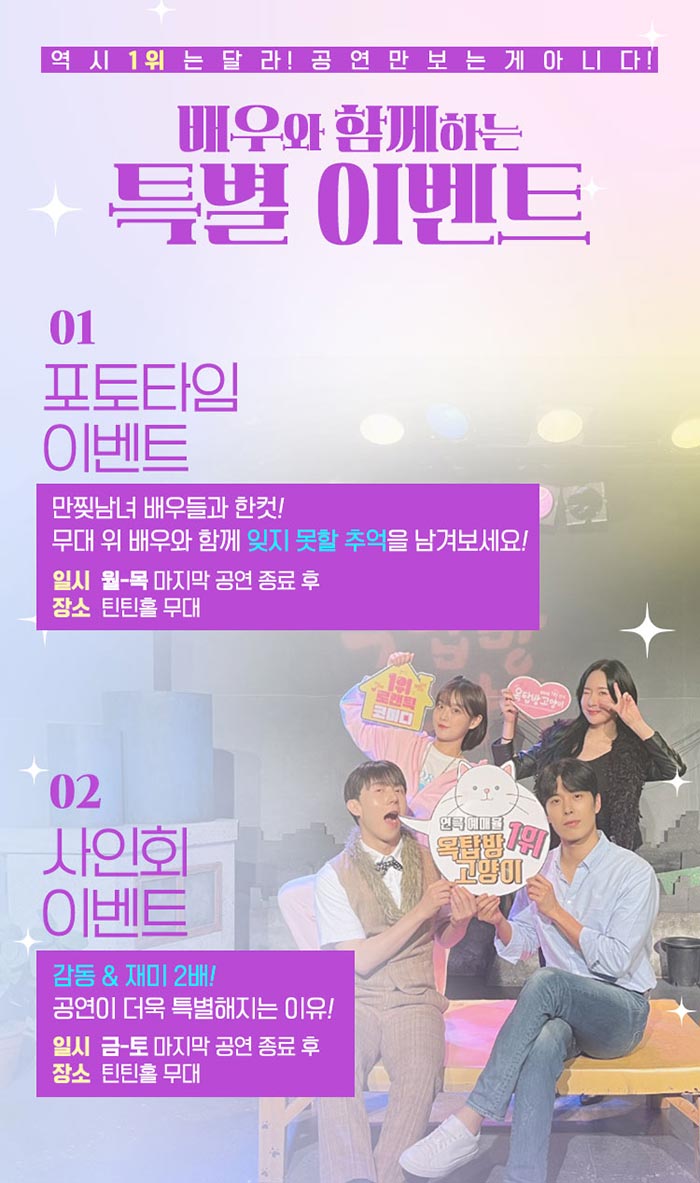 역시 1위는 달라! 공연만 보는 게 아니다!
배우와 함께하는
특별 이벤트
01
포토타임
이벤트
만찢남녀 배우들과 한컷!
무대 위 배우와 함께 잊지 못할 추억을 남겨보세요!
일시 월-목 마지막 공연 종료 후
장소 틴틴홀 무대
1위
로맨틱
코미디
옥탑방고양이
02
사인회
이벤트
연극 예매율
옥탑방 1위
고양이
감동 & 재미 2배!
공연이 더욱 특별해지는 이유!
일시 금-토 마지막 공연 종료 후
장소 틴틴홀 무대